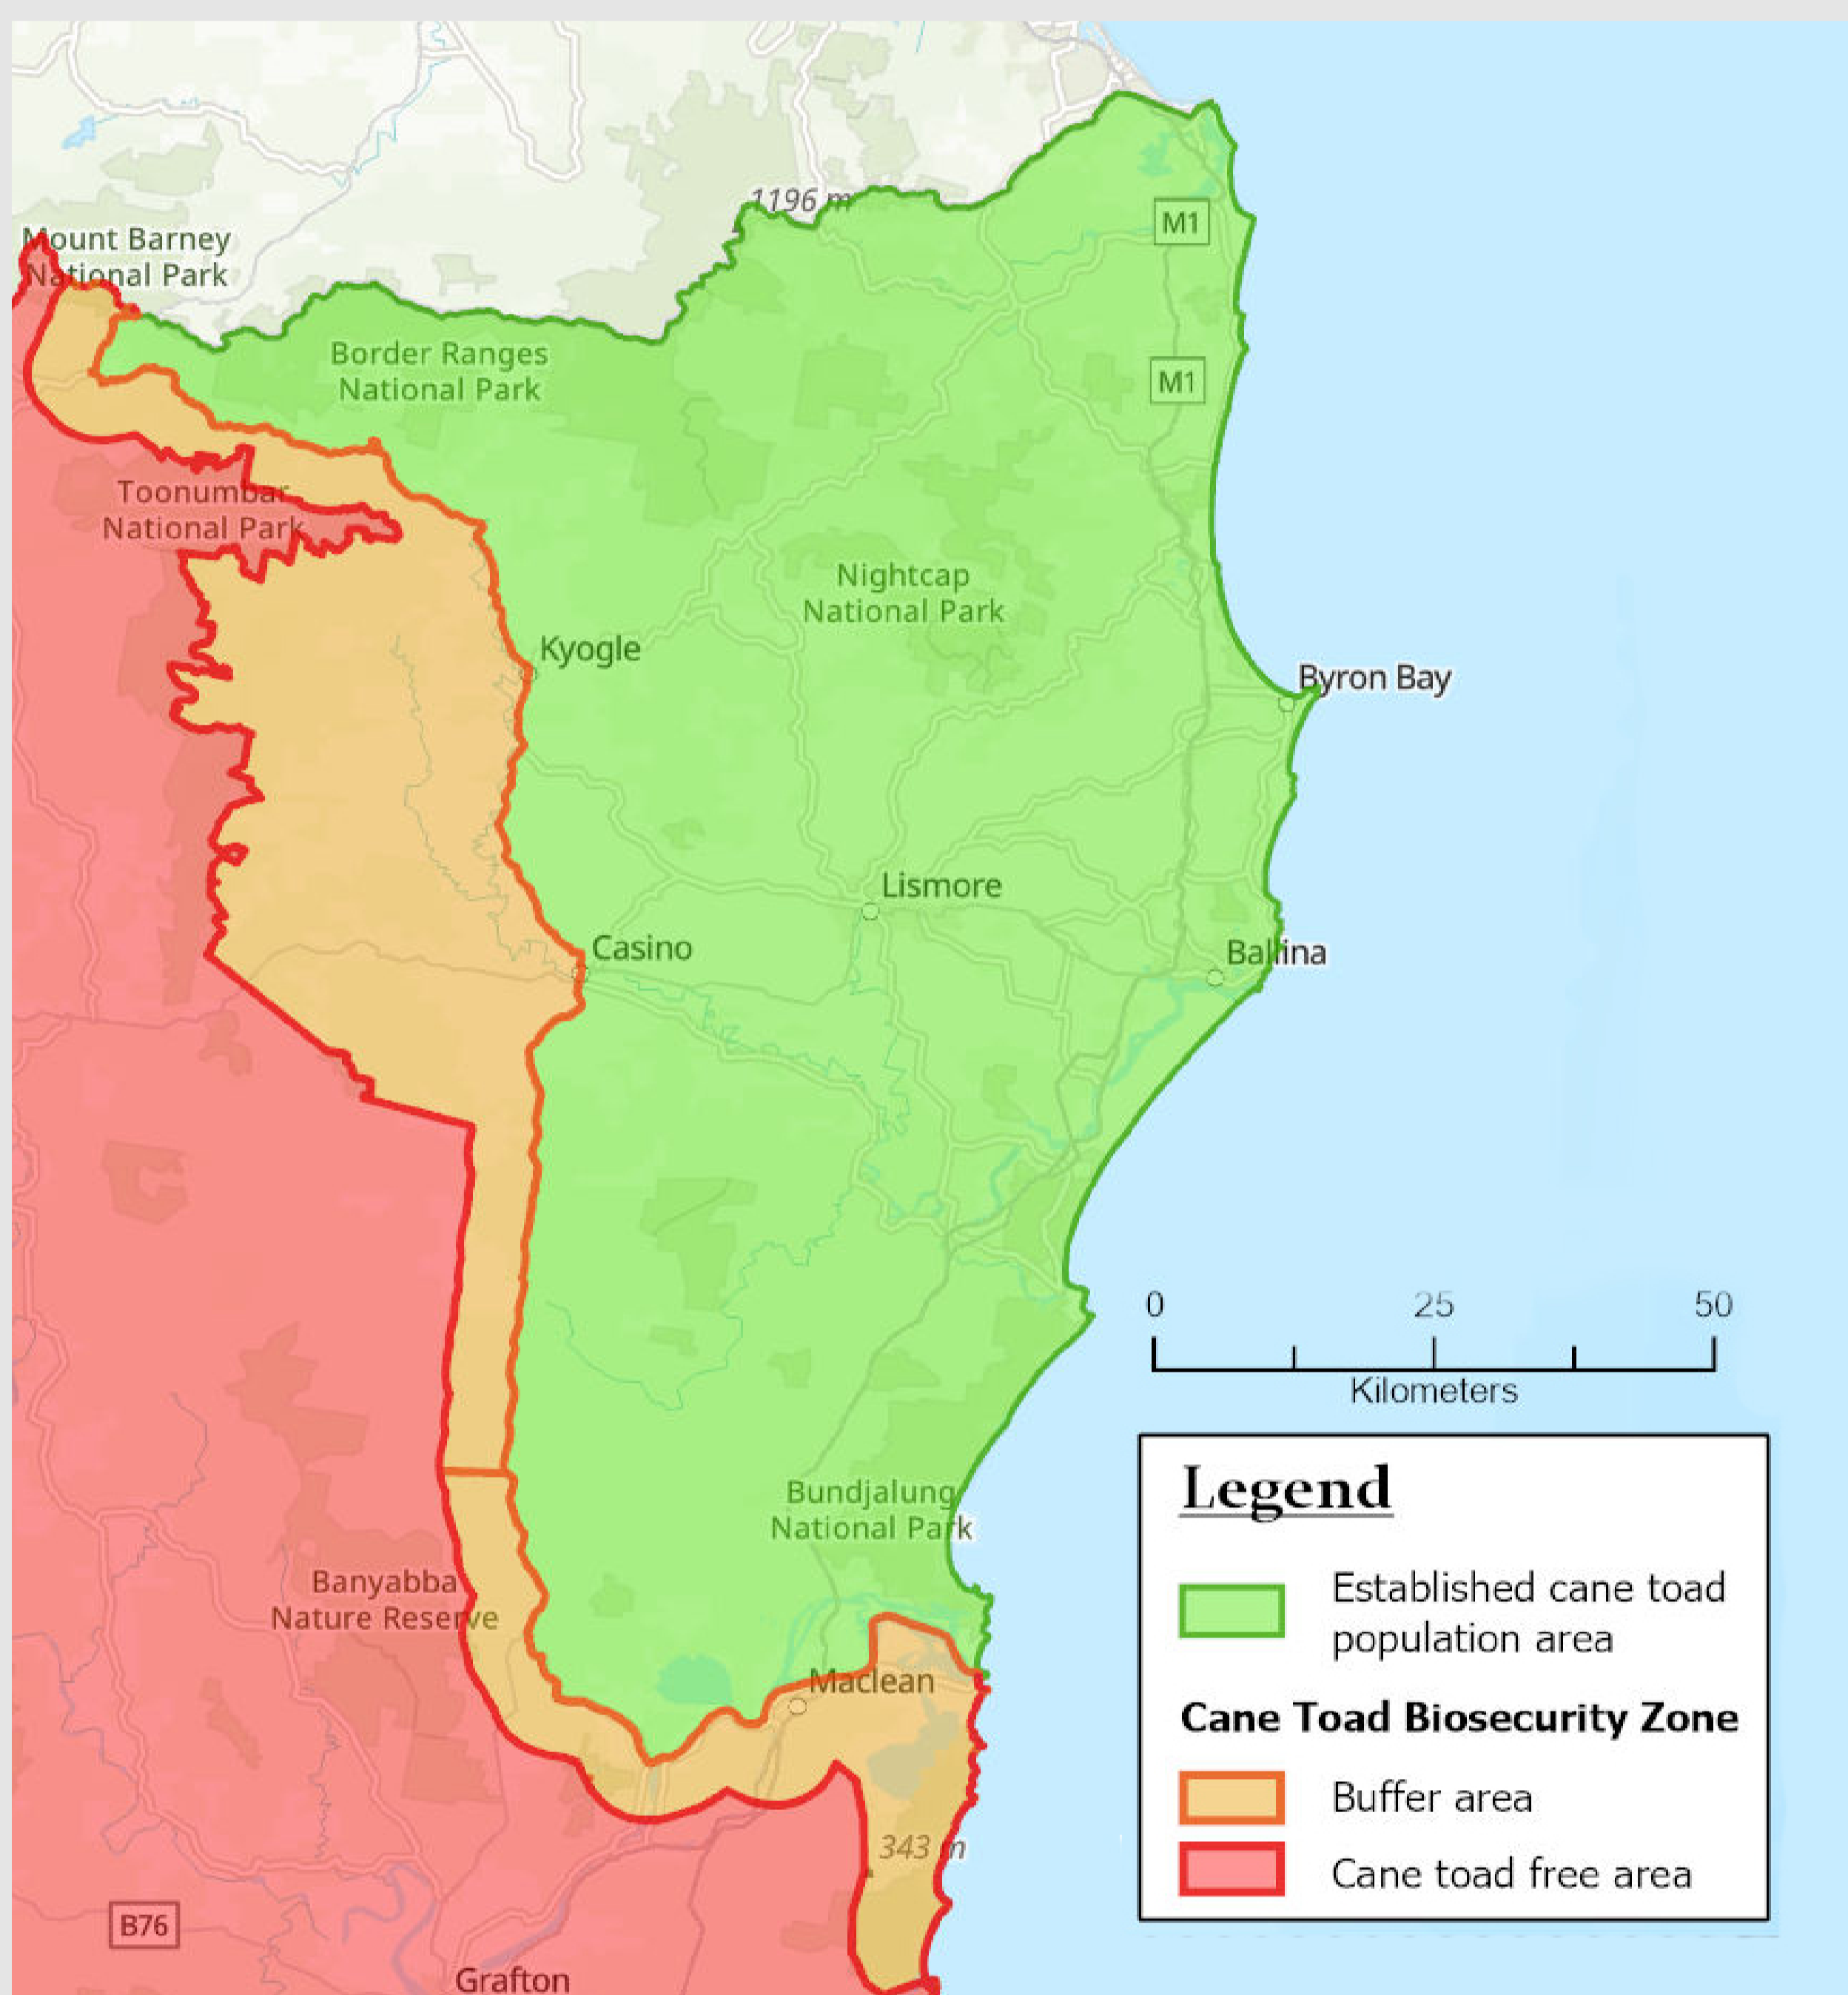 1196 m
M1
Mount Barney
National Park
Border Ranges
National Park
M1
Toonumbar
National Park
Nightcap
National Park
Kyogle
Byron Bay
Lismore
Casino
Ballina
0 25 50
Kilometers
Bundjalung
National Park
Banyabba
Nature Reserve
Maclean
343 m
B76
Grafton
Legend
Established cane toad
population area
Cane Toad Biosecurity Zone
Buffer area
Cane toad free area